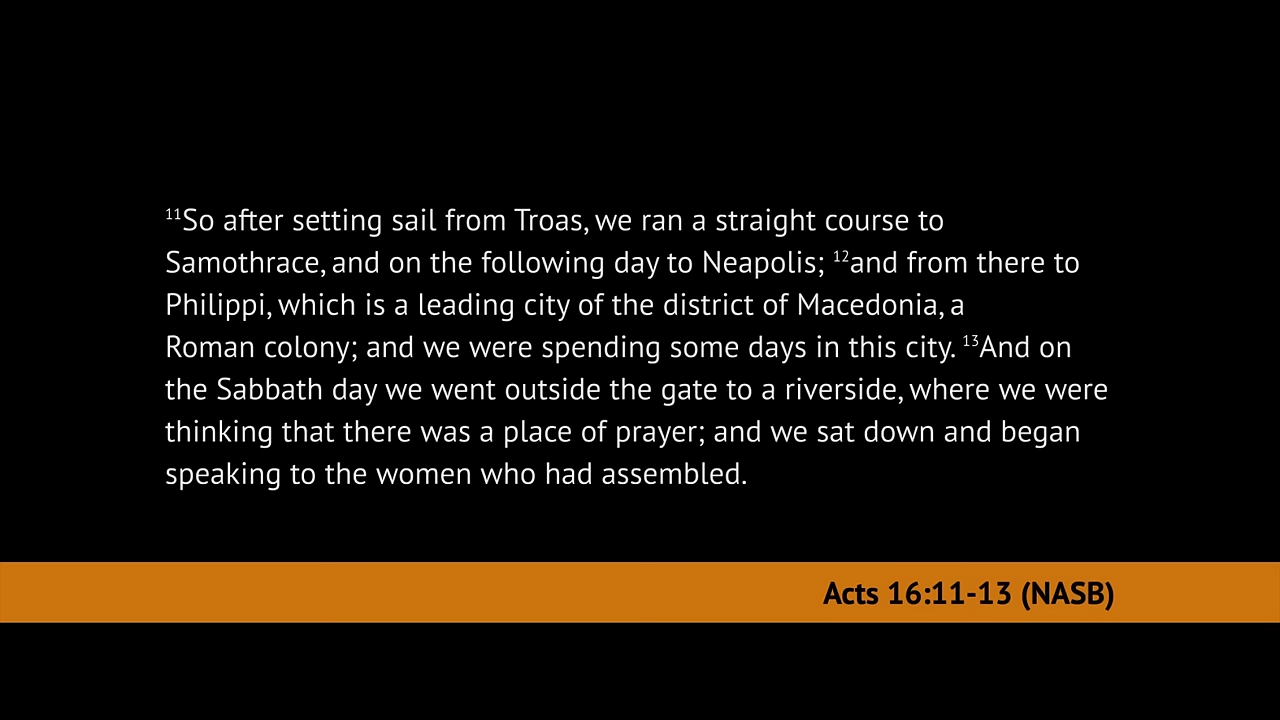 ¹¹So after setting sail from Troas, we ran a straight course to
Samothrace, and on the following day to Neapolis; ¹²and from there to
Philippi, which is a leading city of the district of Macedonia, a
Roman colony; and we were spending some days in this city. ¹³And on
the Sabbath day we went outside the gate to a riverside, where we were
thinking that there was a place of prayer; and we sat down and began
speaking to the women who had assembled.
Acts 16:11-13 (NASB)